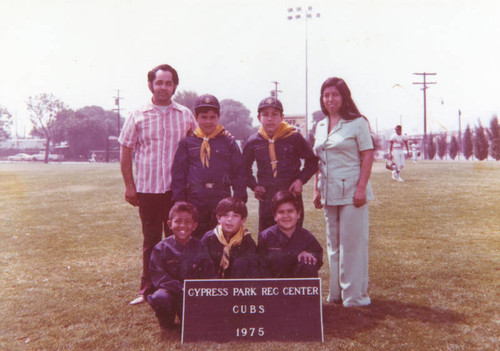 CYPRESS PARK REC CENTER
CUBS
1975